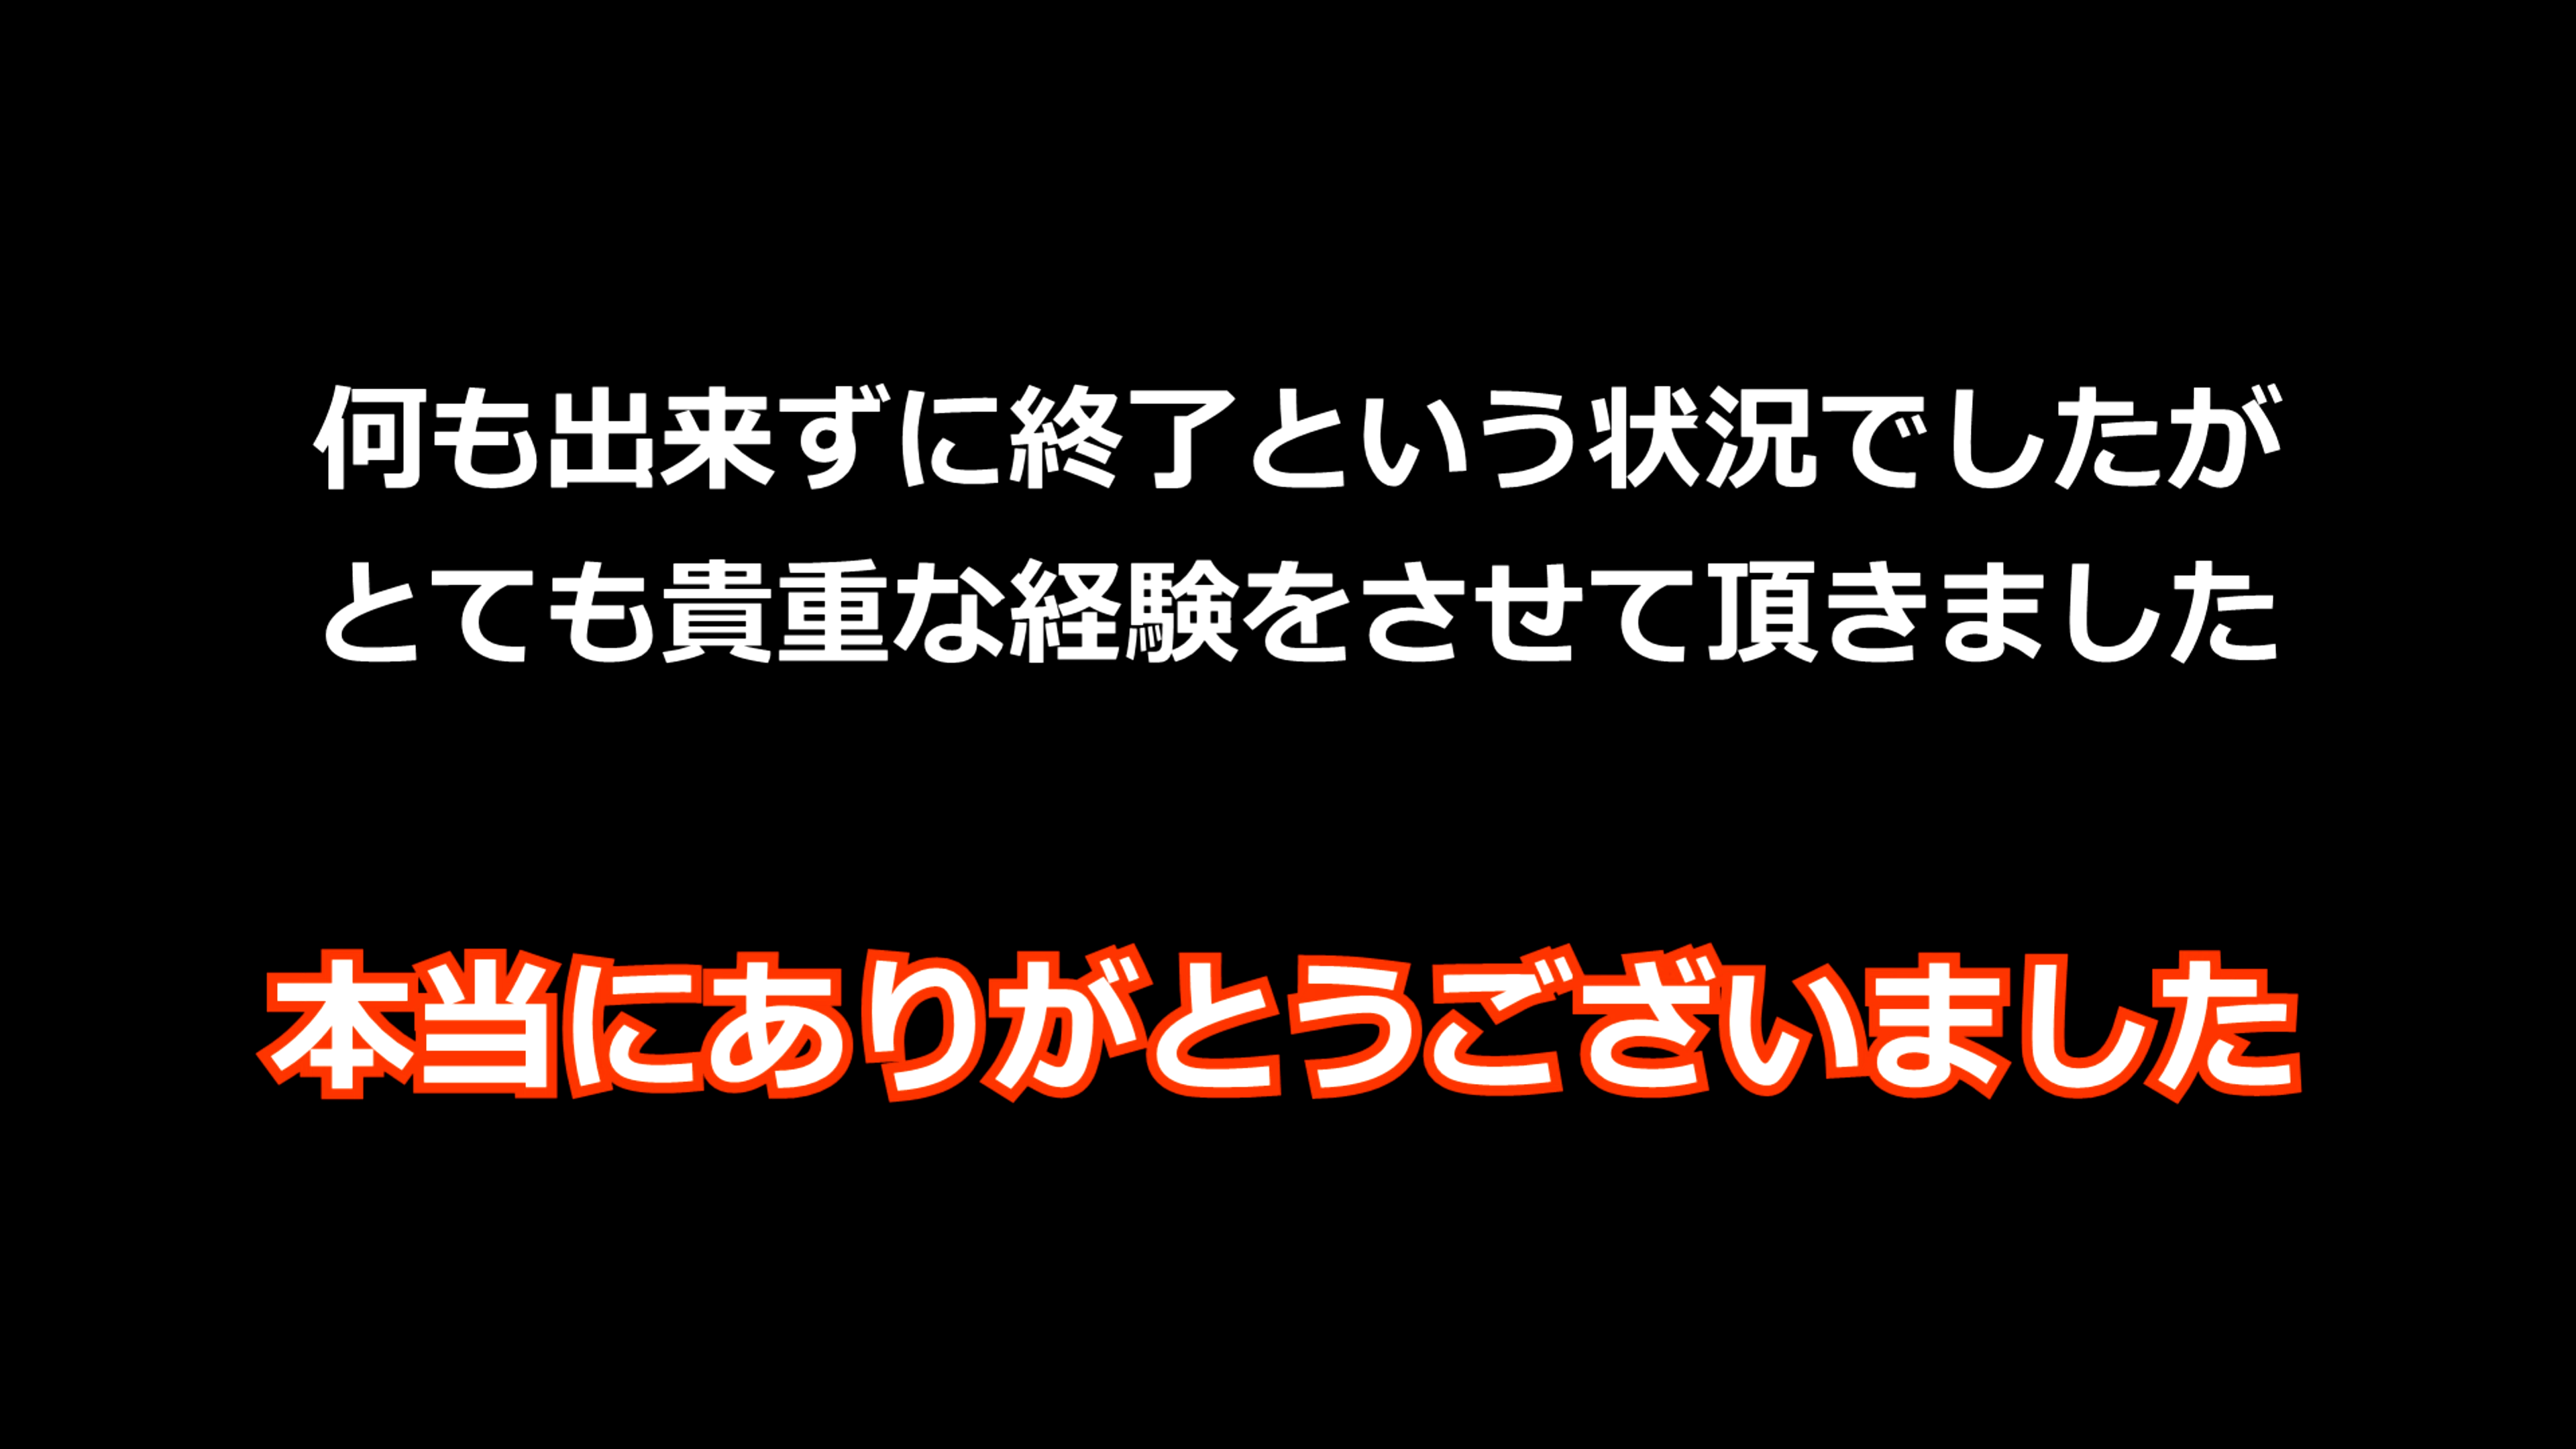 何も出来ずに終了という状況でしたが
とても貴重な経験をさせて頂きました
本当にありがとうございました